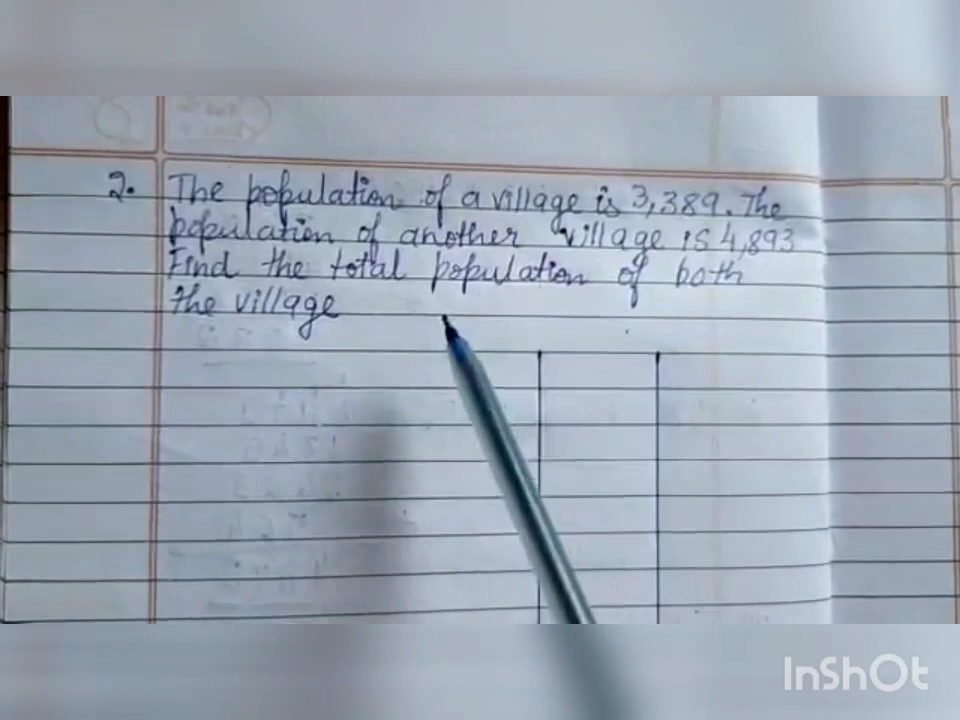 2. The population of a village is 3,389. The
population of another village is 4,893
Find the total population of both
the village
InShOt